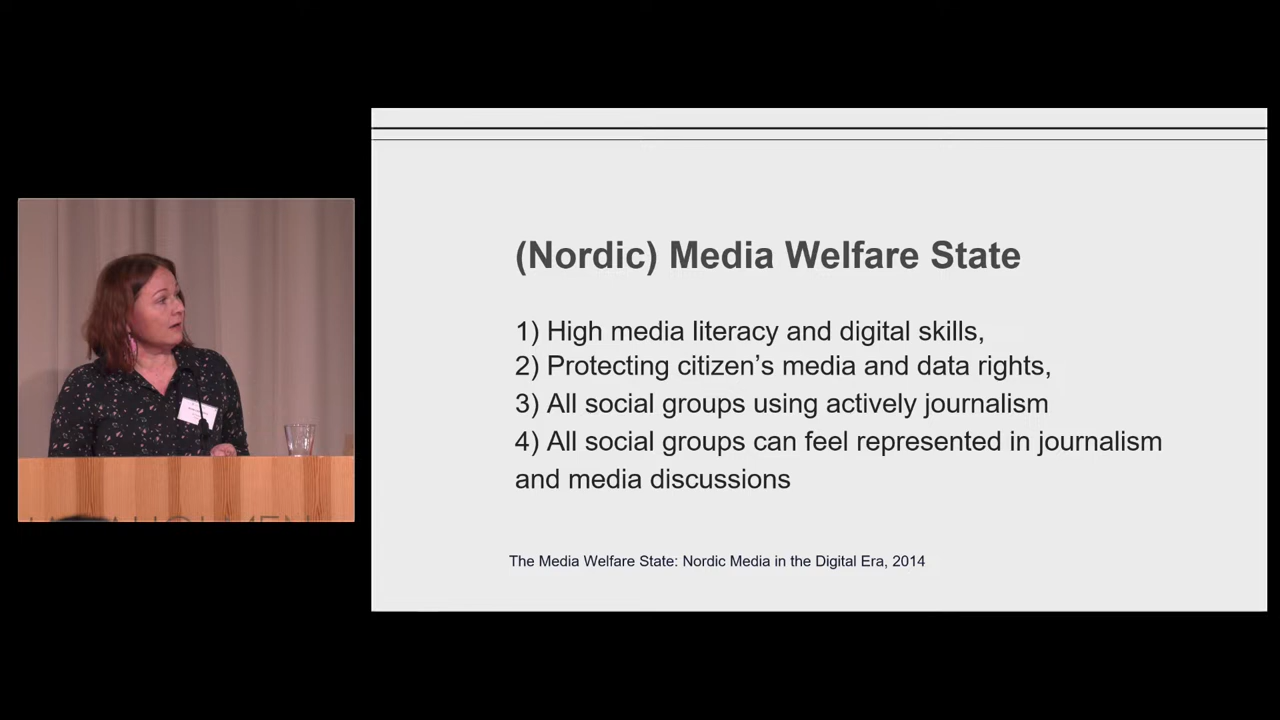 (Nordic) Media Welfare State
1) High media literacy and digital skills,
2) Protecting citizen’s media and data rights,
3) All social groups using actively journalism
4) All social groups can feel represented in journalism
and media discussions
The Media Welfare State: Nordic Media in the Digital Era, 2014